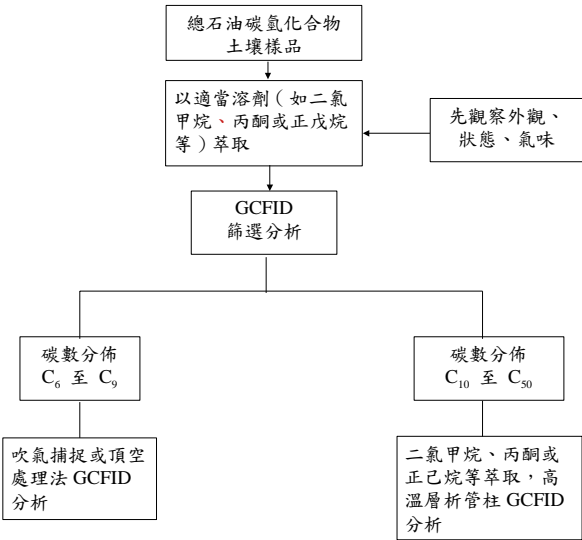 總石油碳氫化合物
土壤樣品
以適當溶劑（如二氯
甲烷、丙酮或正戊烷
等）萃取
先觀察外觀、
狀態、氣味
GCFID
篩選分析
碳數分佈
C₆ 至 C₉
碳數分佈
C₁₀ 至 C₅₀
吹氣捕捉或頂空
處理法 GCFID
分析
二氯甲烷、丙酮或
正己烷等萃取，高
溫層析管柱 GCFID
分析